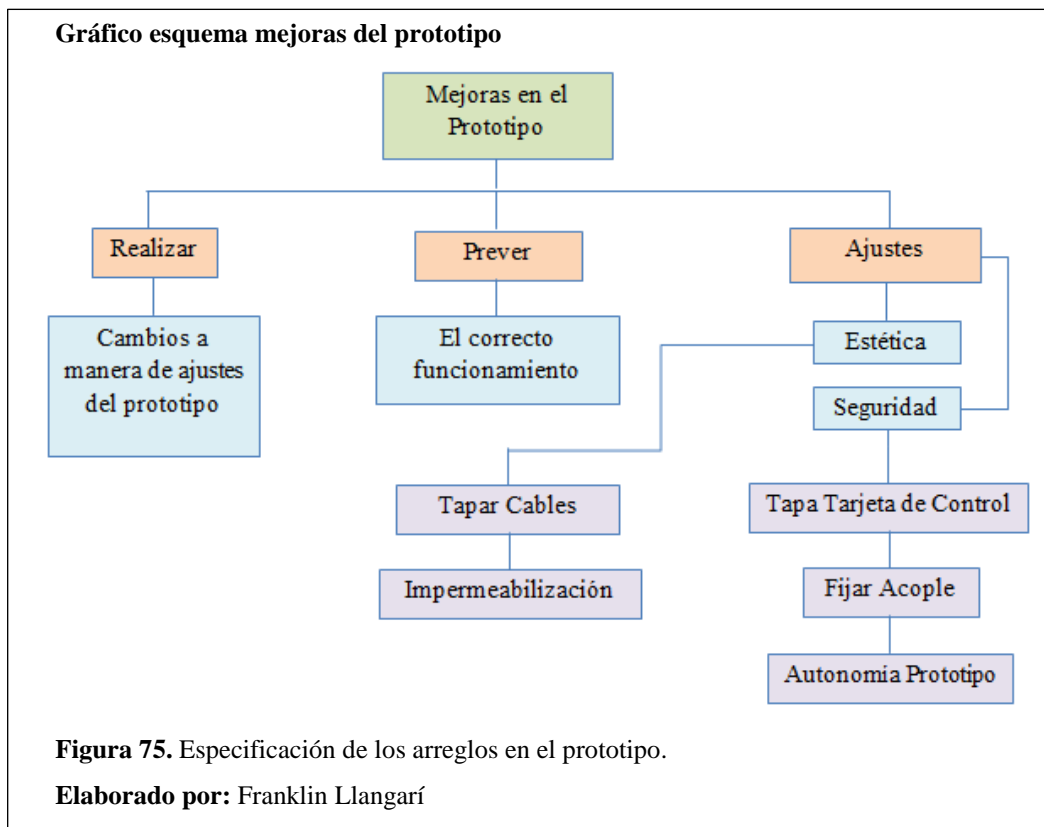 Gráfico esquema mejoras del prototipo
Mejoras en el
Prototipo
Realizar
Prever
Ajustes
Cambios a
manera de ajustes
del prototipo
El correcto
funcionamiento
Estética
Seguridad
Tapar Cables
Tapa Tarjeta de Control
Impermeabilización
Fijar Acople
Autonomía Prototipo
Figura 75. Especificación de los arreglos en el prototipo.
Elaborado por: Franklin Llangarí